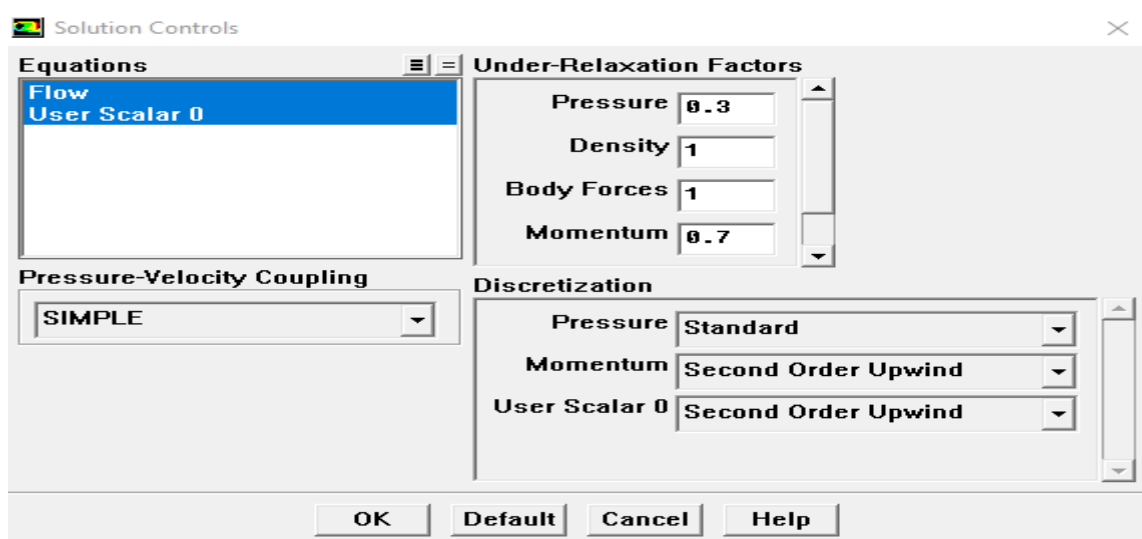 Solution Controls
Equations
Flow
User Scalar 0
Under-Relaxation Factors
Pressure 0.3
Density 1
Body Forces 1
Momentum 0.7
Pressure-Velocity Coupling
SIMPLE
Discretization
Pressure Standard
Momentum Second Order Upwind
User Scalar 0 Second Order Upwind
OK Default Cancel Help